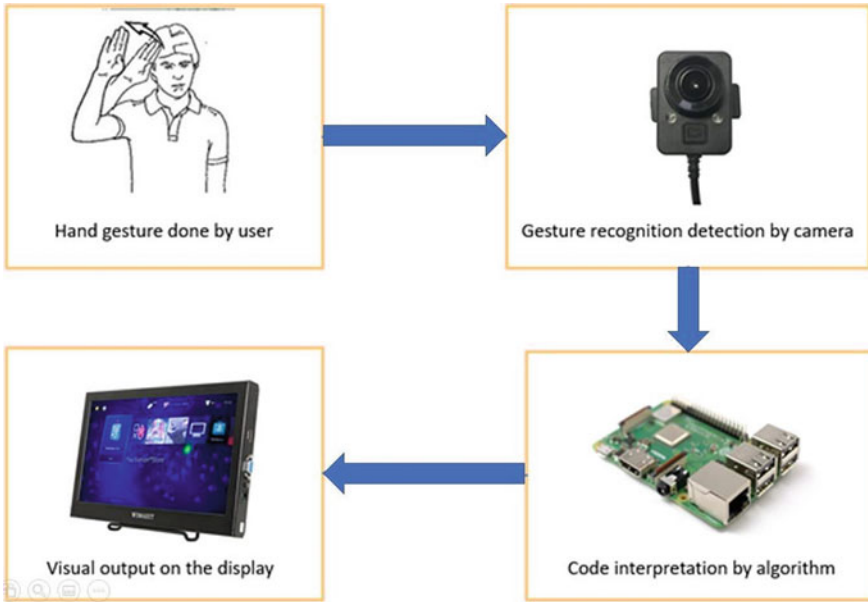 Hand gesture done by user
Gesture recognition detection by camera
Visual output on the display
Code interpretation by algorithm